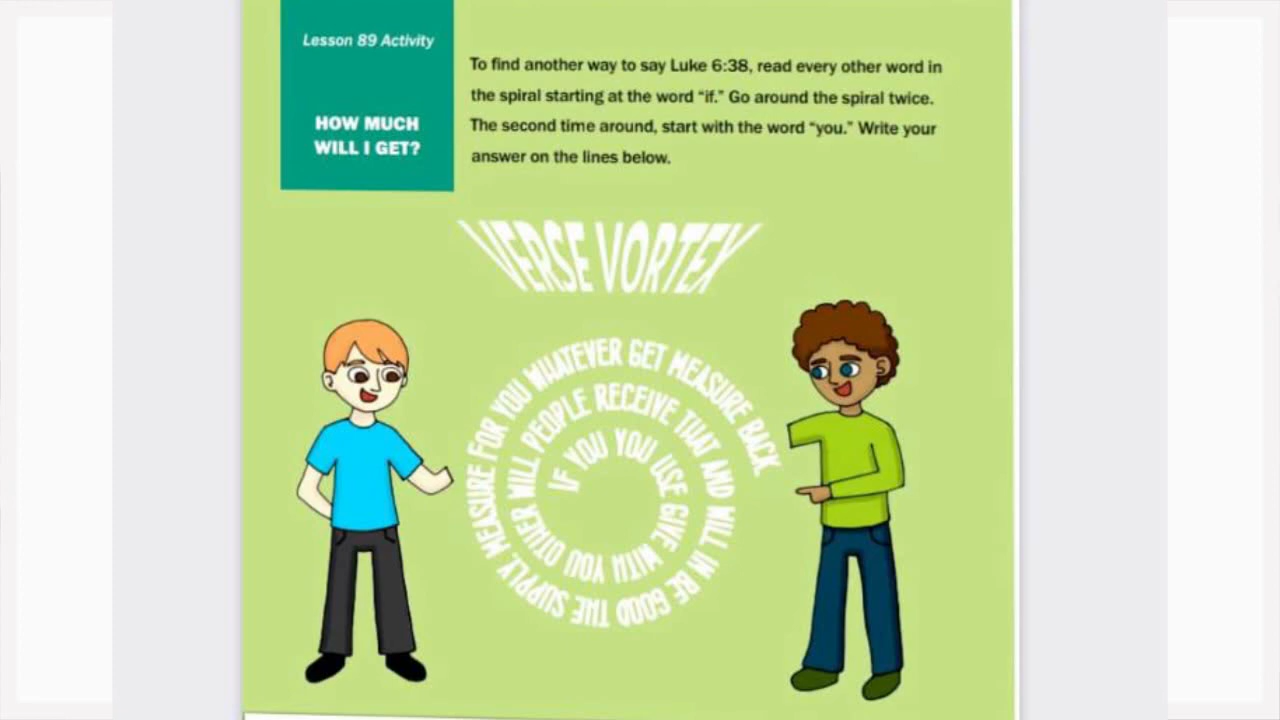 Lesson 89 Activity
HOW MUCH
WILL I GET?
To find another way to say Luke 6:38, read every other word in
the spiral starting at the word “if.” Go around the spiral twice.
The second time around, start with the word “you.” Write your
answer on the lines below.
VERSE VORTEX
IF YOU YOU USE GIVE WITH YOU OTHER WILL PEOPLE RECEIVE THAT AND WILL IN BE GOOD THE SUPPLY, MEASURE FOR YOU WHATEVER GET MEASURE BACK